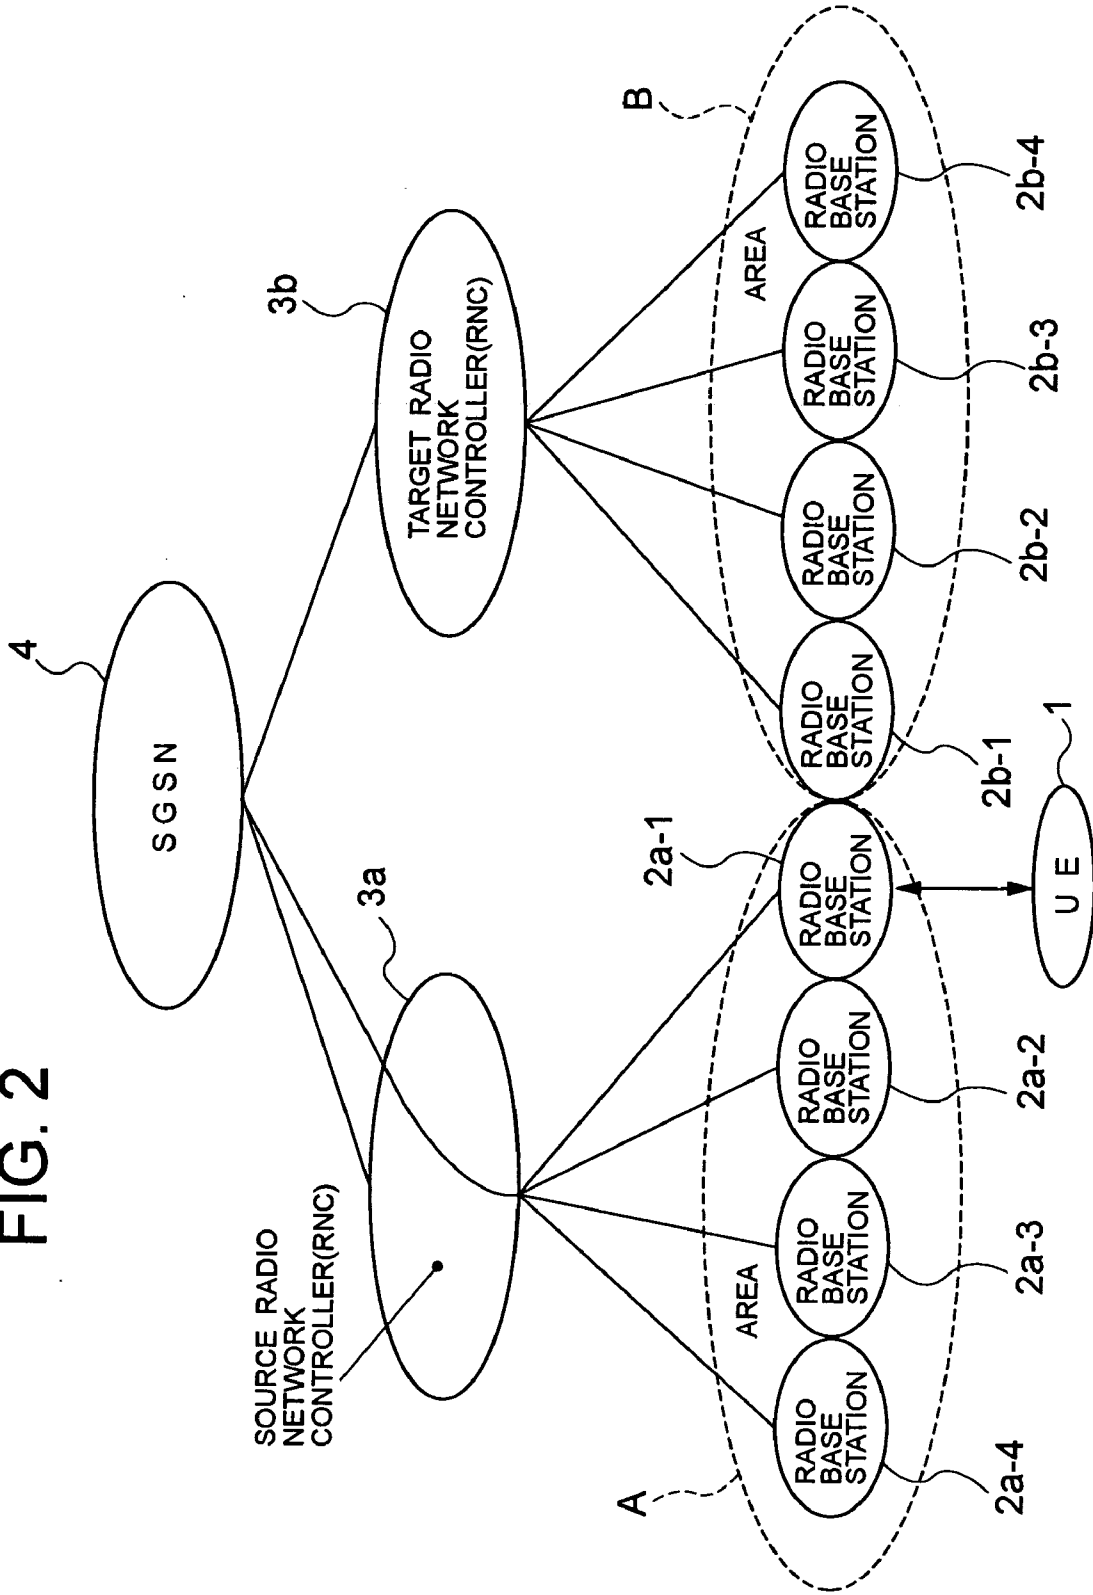 FIG. 2
4
SGSN
3a
3b
SOURCE RADIO
NETWORK
CONTROLLER(RNC)
TARGET RADIO
NETWORK
CONTROLLER(RNC)
A
AREA
B
AREA
2a-1
RADIO
BASE
STATION
RADIO
BASE
STATION
RADIO
BASE
STATION
RADIO
BASE
STATION
RADIO
BASE
STATION
RADIO
BASE
STATION
RADIO
BASE
STATION
RADIO
BASE
STATION
2a-4
2a-3
2a-2
2b-1
2b-2
2b-3
2b-4
1
UE